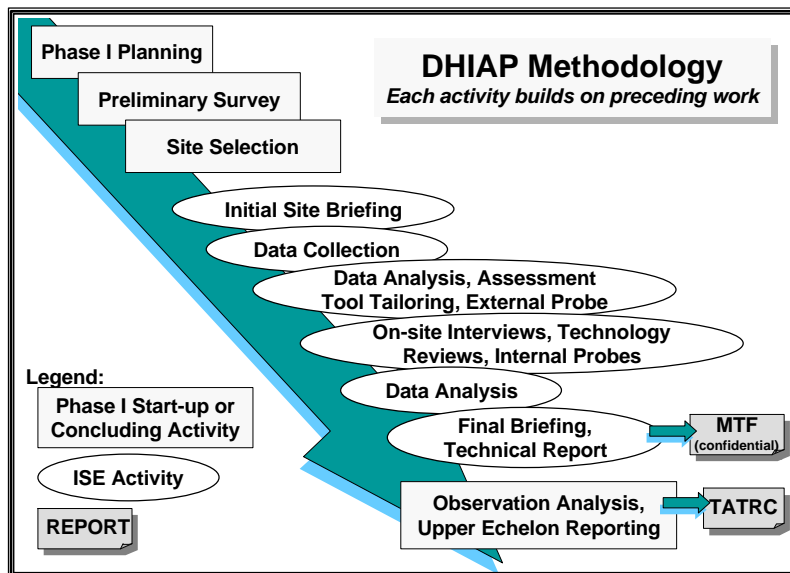 DHIAP Methodology
Each activity builds on preceding work
Phase I Planning
Preliminary Survey
Site Selection
Initial Site Briefing
Data Collection
Data Analysis, Assessment
Tool Tailoring, External Probe
On-site Interviews, Technology
Reviews, Internal Probes
Data Analysis
Final Briefing,
Technical Report
MTF
(confidential)
Observation Analysis,
Upper Echelon Reporting
TATRC
Legend:
Phase I Start-up or
Concluding Activity
ISE Activity
REPORT